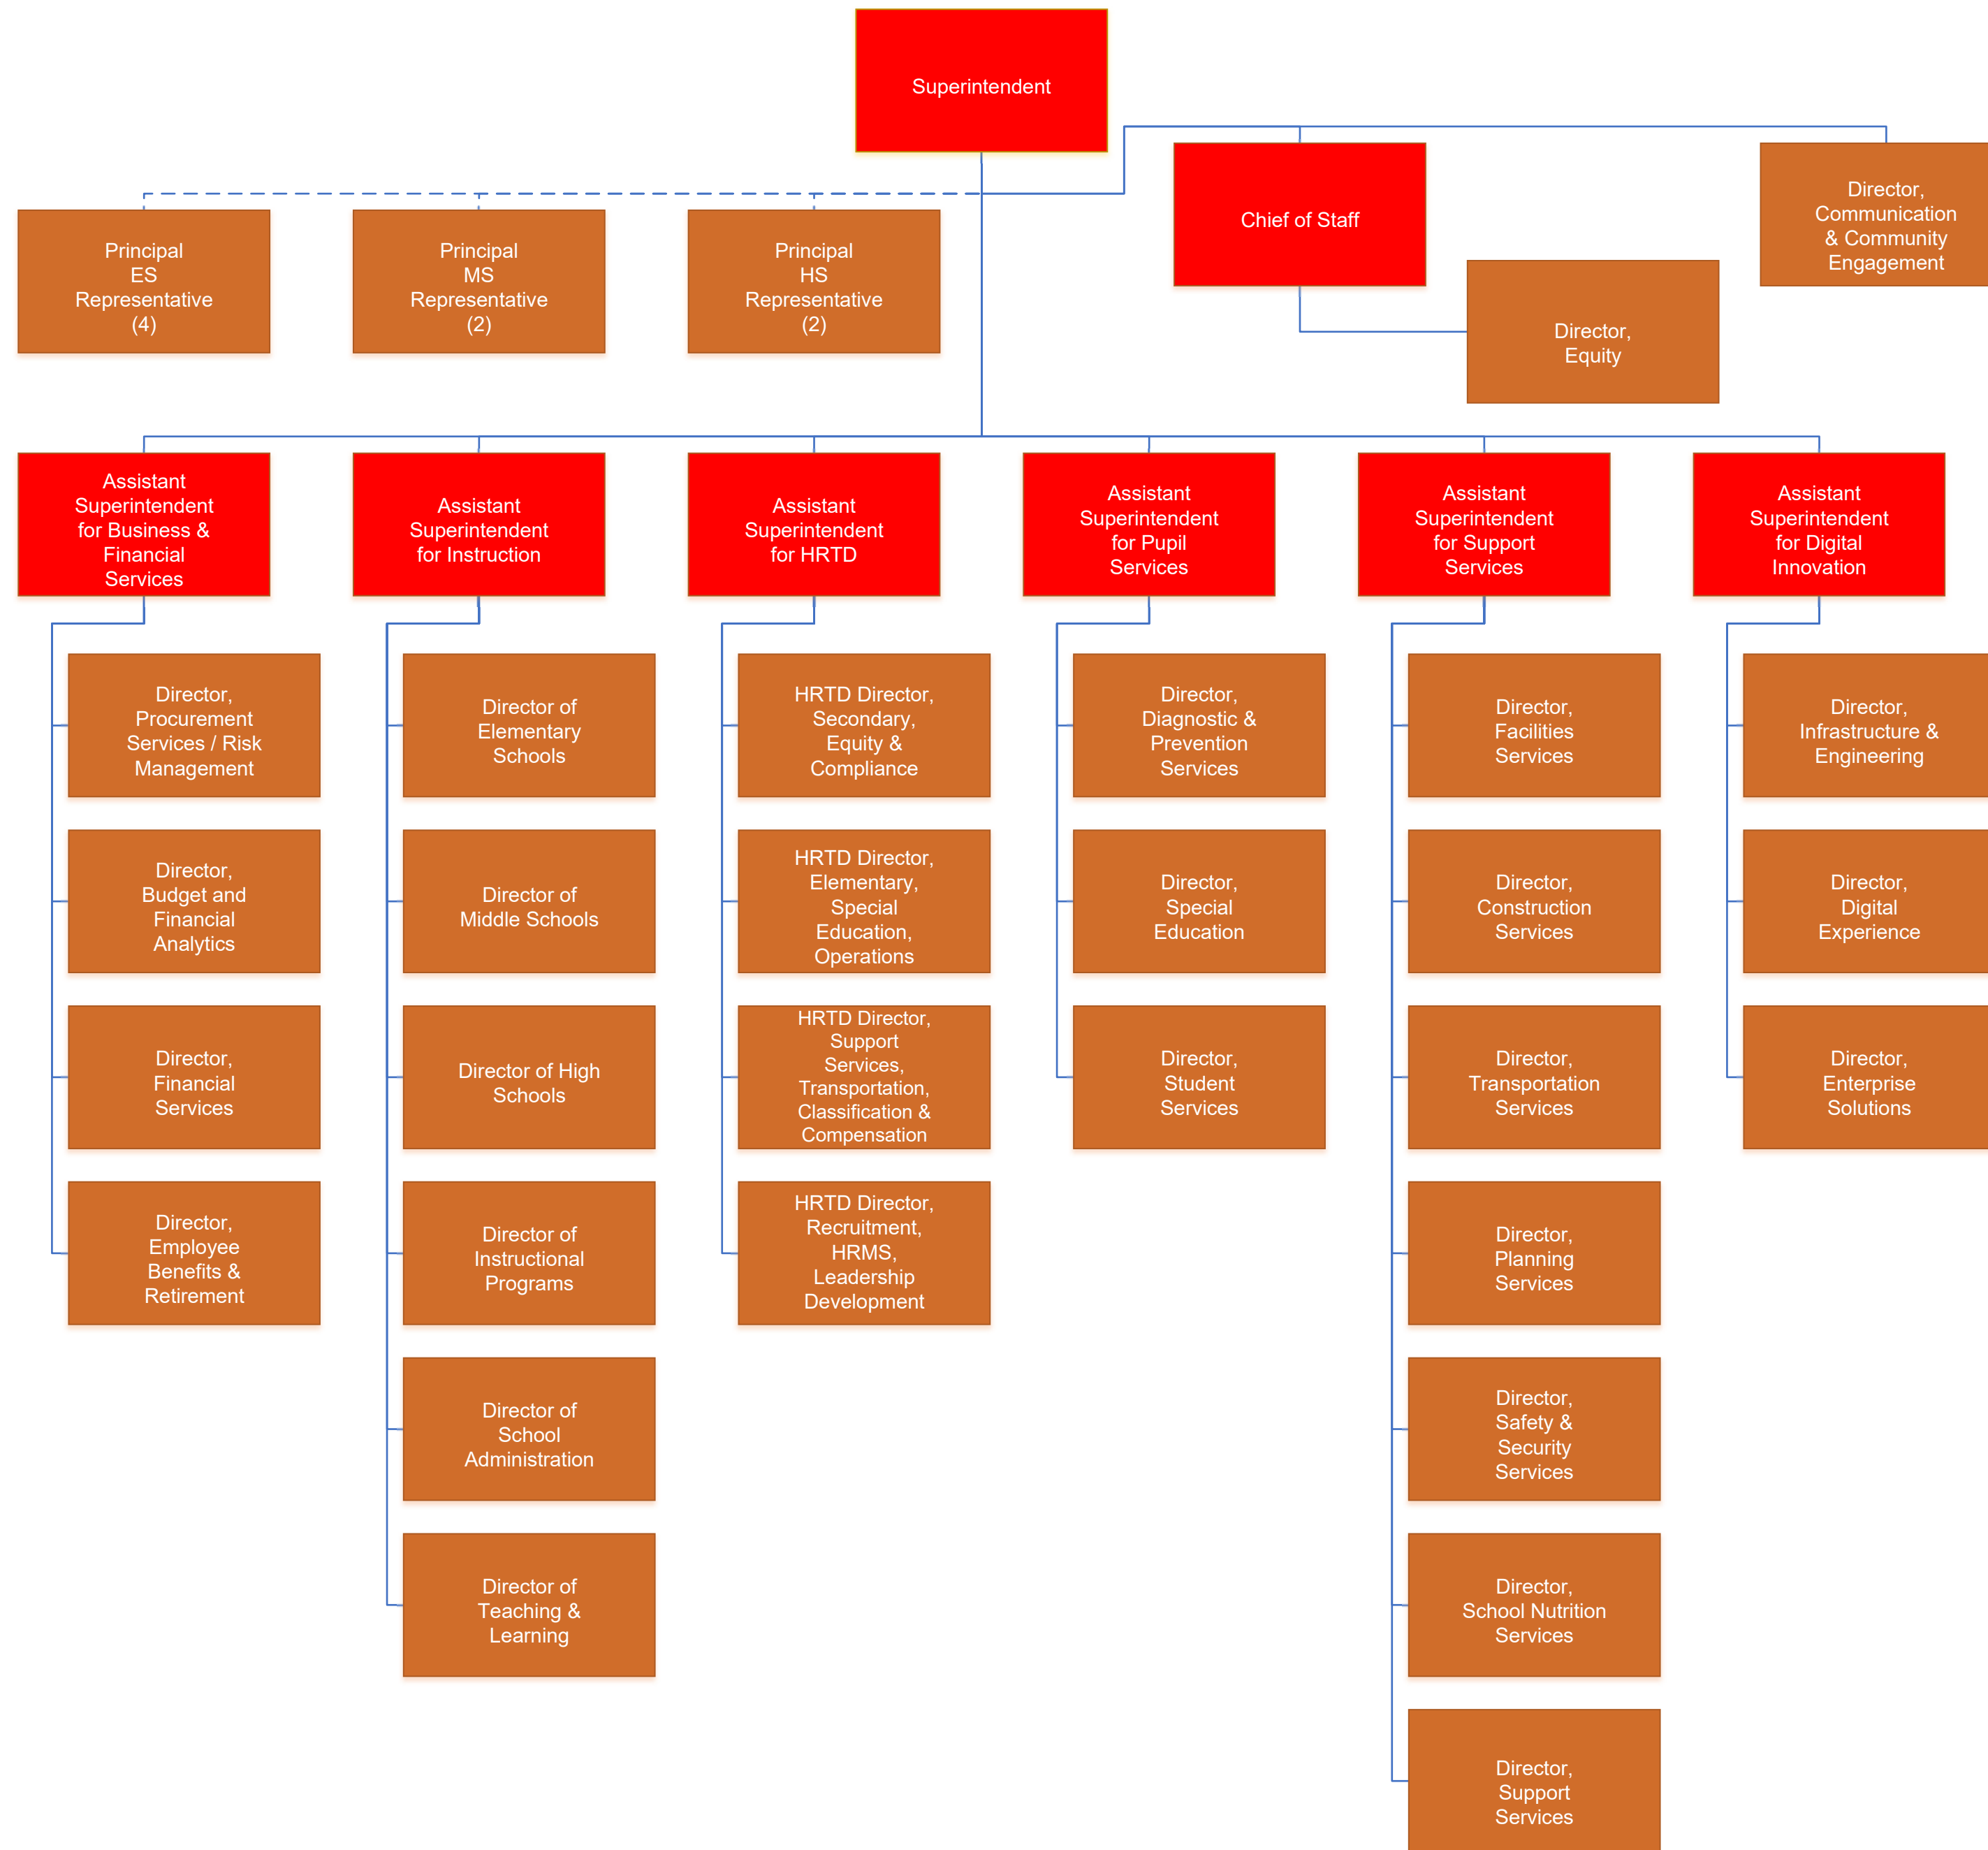 Superintendent
Chief of Staff
Director,
Communication
& Community
Engagement
Principal
ES
Representative
(4)
Principal
MS
Representative
(2)
Principal
HS
Representative
(2)
Director,
Equity
Assistant
Superintendent
for Business &
Financial
Services
Assistant
Superintendent
for Instruction
Assistant
Superintendent
for HRTD
Assistant
Superintendent
for Pupil
Services
Assistant
Superintendent
for Support
Services
Assistant
Superintendent
for Digital
Innovation
Director,
Procurement
Services / Risk
Management
Director of
Elementary
Schools
HRTD Director,
Secondary,
Equity &
Compliance
Director,
Diagnostic &
Prevention
Services
Director,
Facilities
Services
Director,
Infrastructure &
Engineering
Director,
Budget and
Financial
Analytics
Director of
Middle Schools
HRTD Director,
Elementary,
Special
Education,
Operations
Director,
Special
Education
Director,
Construction
Services
Director,
Digital
Experience
Director,
Financial
Services
Director of High
Schools
HRTD Director,
Support
Services,
Transportation,
Classification &
Compensation
Director,
Student
Services
Director,
Transportation
Services
Director,
Enterprise
Solutions
Director,
Employee
Benefits &
Retirement
Director of
Instructional
Programs
HRTD Director,
Recruitment,
HRMS,
Leadership
Development
Director,
Planning
Services
Director of
School
Administration
Director,
Safety &
Security
Services
Director of
Teaching &
Learning
Director,
School Nutrition
Services
Director,
Support
Services